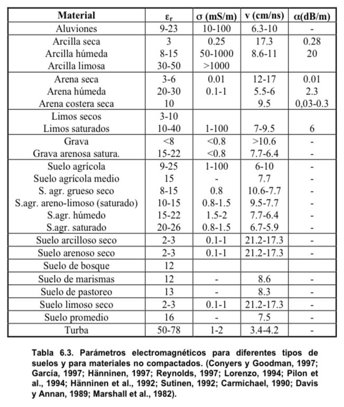 Material εr σ (mS/m) v (cm/ns) α(dB/m)
Aluviones 9-23 10-100 6.3-10 -
Arcilla seca 3 0.25 17.3 0.28
Arcilla húmeda 8-15 50-1000 8.6-11 20
Arcilla limosa 30-50 >1000
Arena seca 3-6 0.01 12-17 0.01
Arena húmeda 20-30 0.1-1 5.5-6 2.3
Arena costera seca 10 9.5 0,03-0.3
Limos secos 3-10
Limos saturados 10-40 1-100 7-9.5 6
Grava <8 <0.8 >10.6 -
Grava arenosa satura. 15-22 <0.8 7.7-6.4 -
Suelo agrícola 9-25 1-100 6-10 -
Suelo agrícola medio 15 - 7.7 -
S. agr. grueso seco 8-15 0.8 10.6-7.7 -
S.agr. areno-limoso (saturado) 10-15 0.8-1.5 9.5-7.7 -
S.agr. húmedo 15-22 1.5-2 7.7-6.4 -
S.agr. saturado 20-26 0.8-1.5 6.7-5.9 -
Suelo arcilloso seco 2-3 0.1-1 21.2-17.3 -
Suelo arenoso seco 2-3 0.1-1 21.2-17.3 -
Suelo de bosque 12
Suelo de marismas 12 - 8.6 -
Suelo de pastoreo 13 - 8.3 -
Suelo limoso seco 2-3 0.1-1 21.2-17.3 -
Suelo promedio 16 - 7.5 -
Turba 50-78 1-2 3.4-4.2 -
Tabla 6.3. Parámetros electromagnéticos para diferentes tipos de
suelos y para materiales no compactados. (Conyers y Goodman, 1997;
García, 1997; Hänninen, 1997; Reynolds, 1997; Lorenzo, 1994; Pilon et
al., 1994; Hänninen et al., 1992; Sutinen, 1992; Carmichael, 1990; Davis
y Annan, 1989; Marshall et al., 1982).